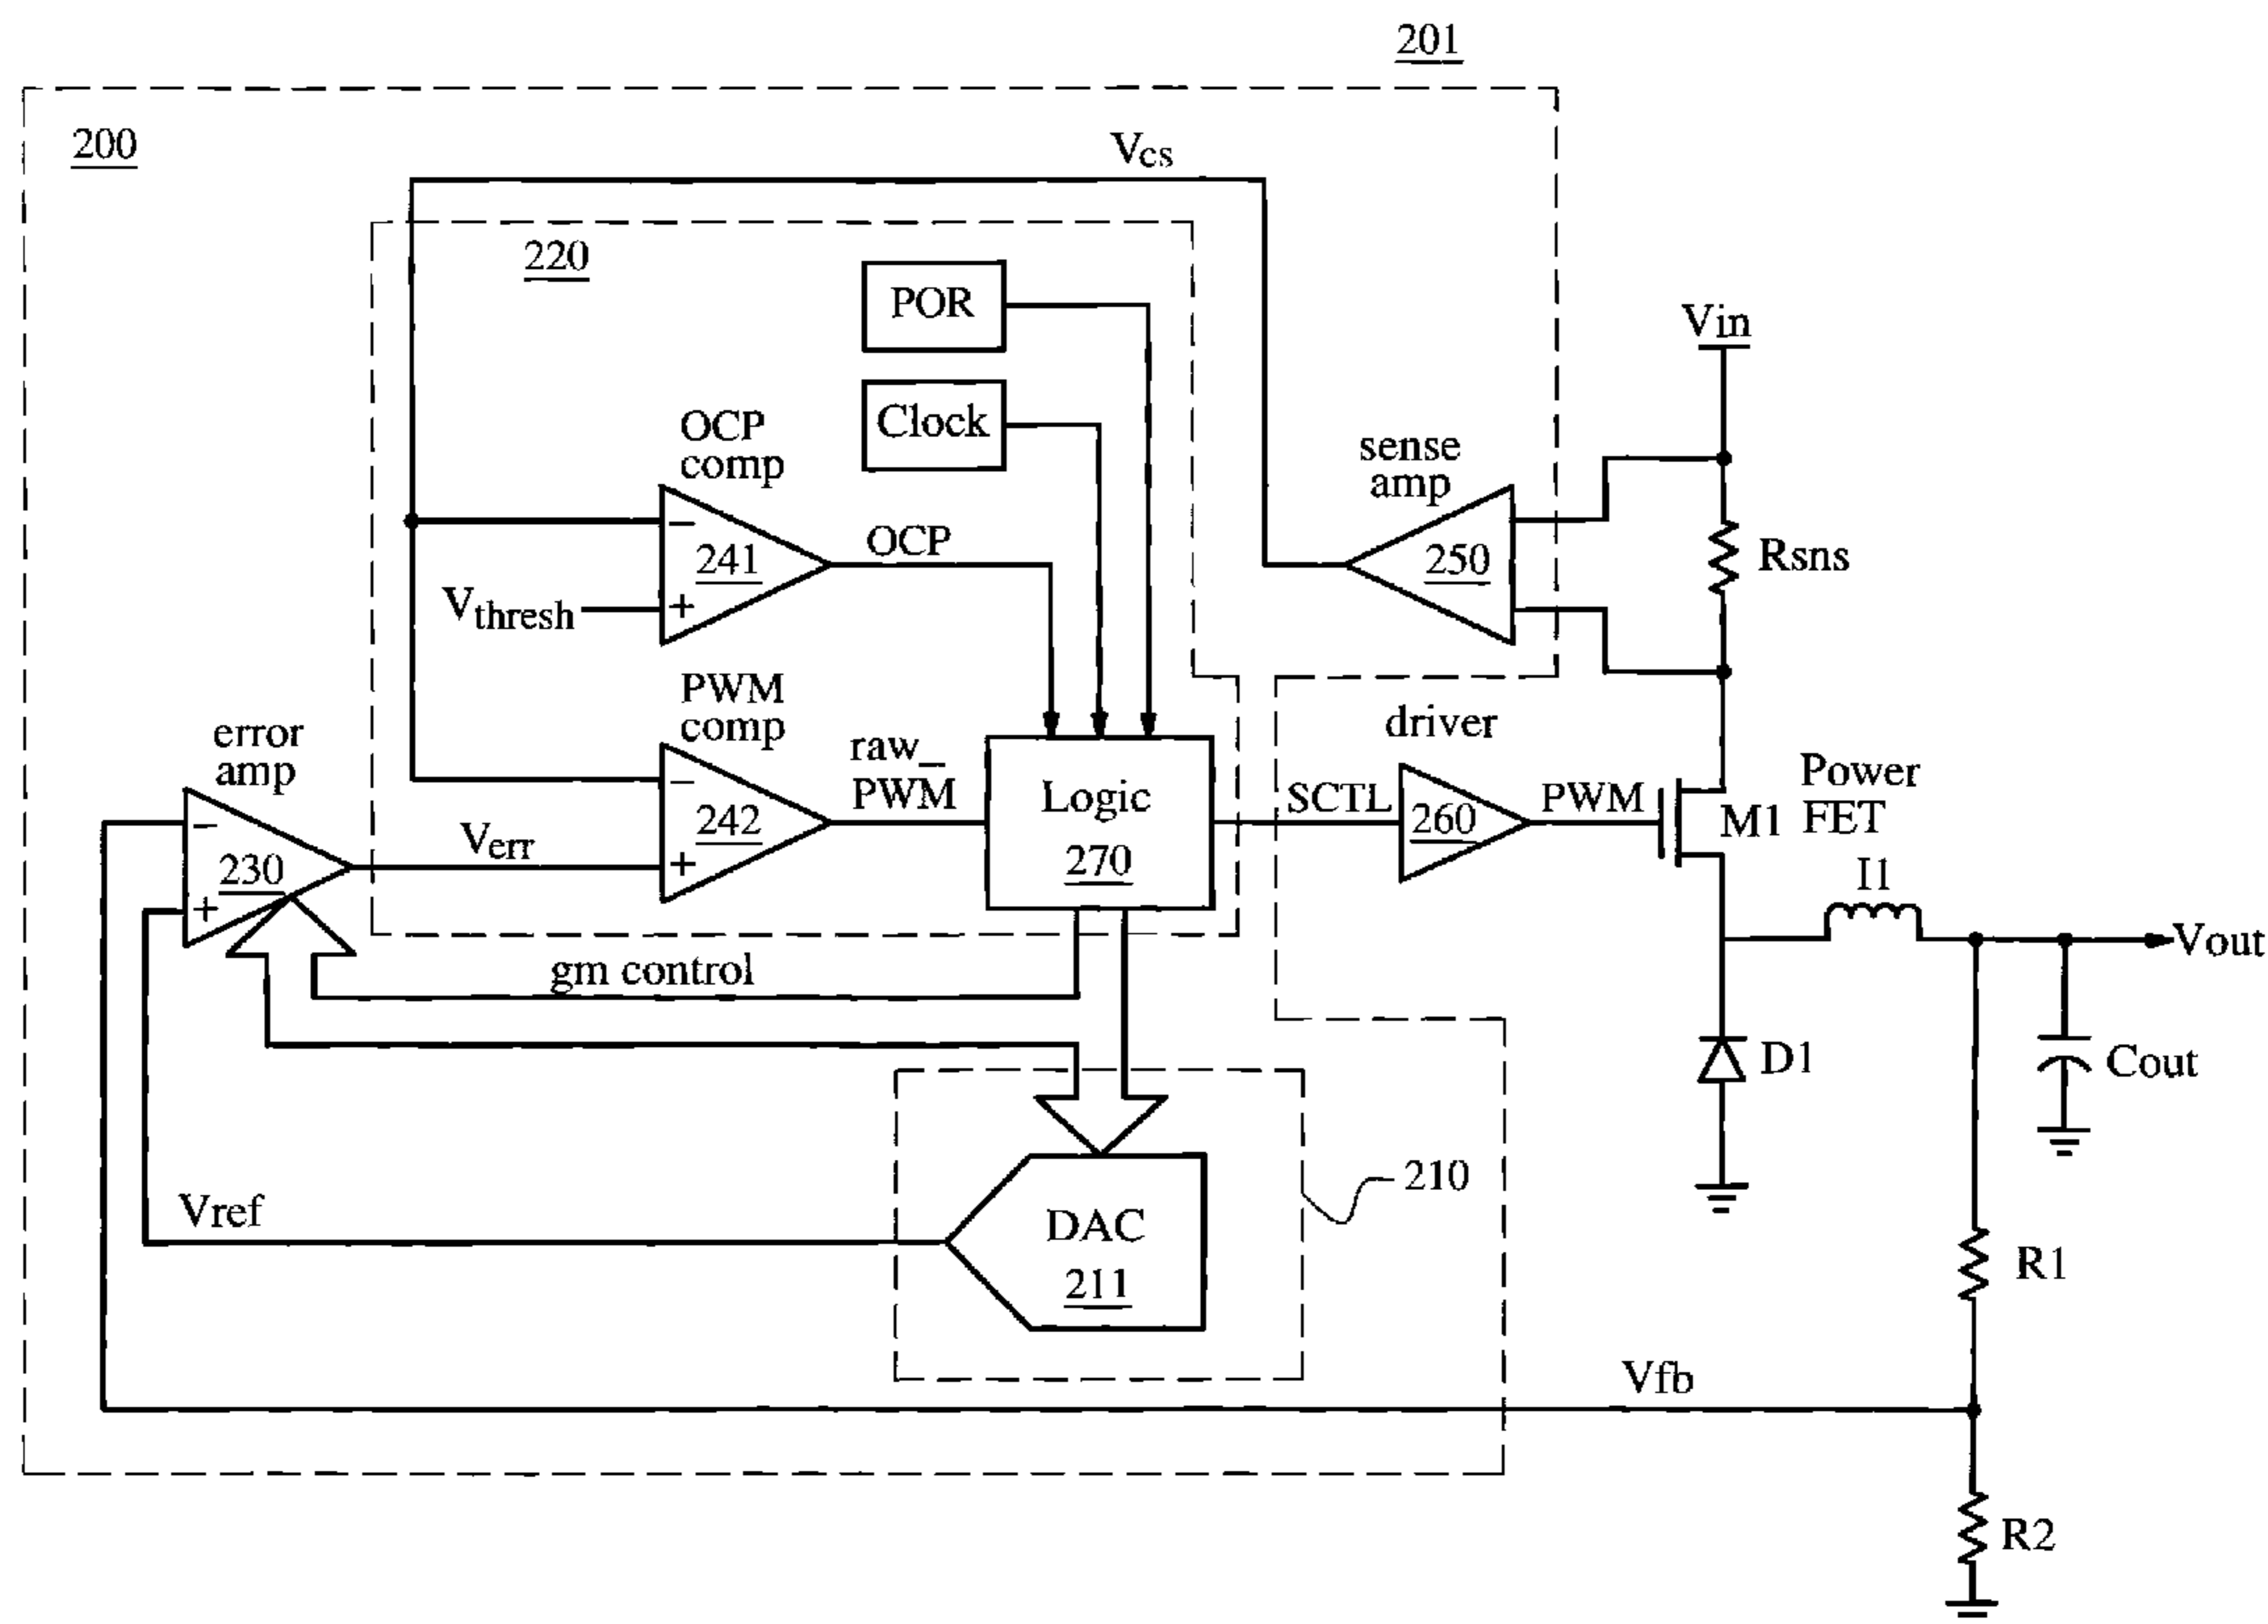 201
200
Vcs
220
POR
Vin
Clock
OCP
comp
sense
amp
241
OCP
250
Rsns
Vthresh
−
+
PWM
comp
driver
error
amp
raw_
PWM
Logic
270
SCTL
260
PWM
M1
Power
FET
242
−
+
Verr
230
−
+
I1
Vout
gm control
D1
Cout
210
Vref
DAC
211
R1
Vfb
R2